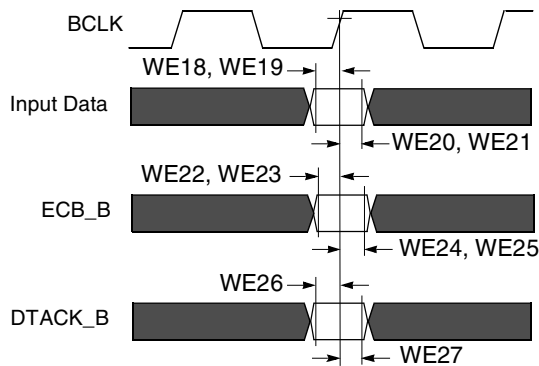 BCLK
WE18, WE19
Input Data
WE20, WE21
WE22, WE23
ECB_B
WE24, WE25
WE26
DTACK_B
WE27